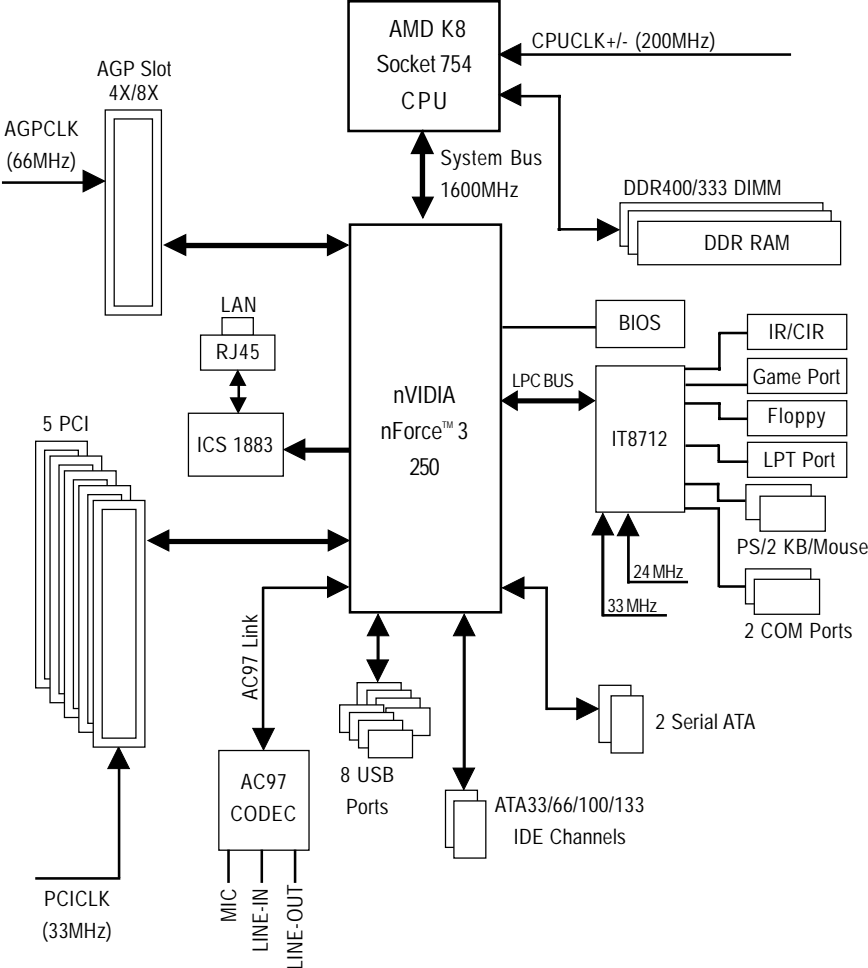 AMD K8
Socket 754
CPU
CPUCLK+/- (200MHz)
AGP Slot
4X/8X
AGPCLK
(66MHz)
System Bus
1600MHz
DDR400/333 DIMM
DDR RAM
LAN
RJ45
ICS 1883
nVIDIA
nForce™ 3
250
BIOS
LPC BUS
IT8712
IR/CIR
Game Port
Floppy
LPT Port
PS/2 KB/Mouse
2 COM Ports
24 MHz
33 MHz
5 PCI
PCICLK
(33MHz)
AC97 Link
AC97
CODEC
MIC
LINE-IN
LINE-OUT
8 USB
Ports
ATA33/66/100/133
IDE Channels
2 Serial ATA